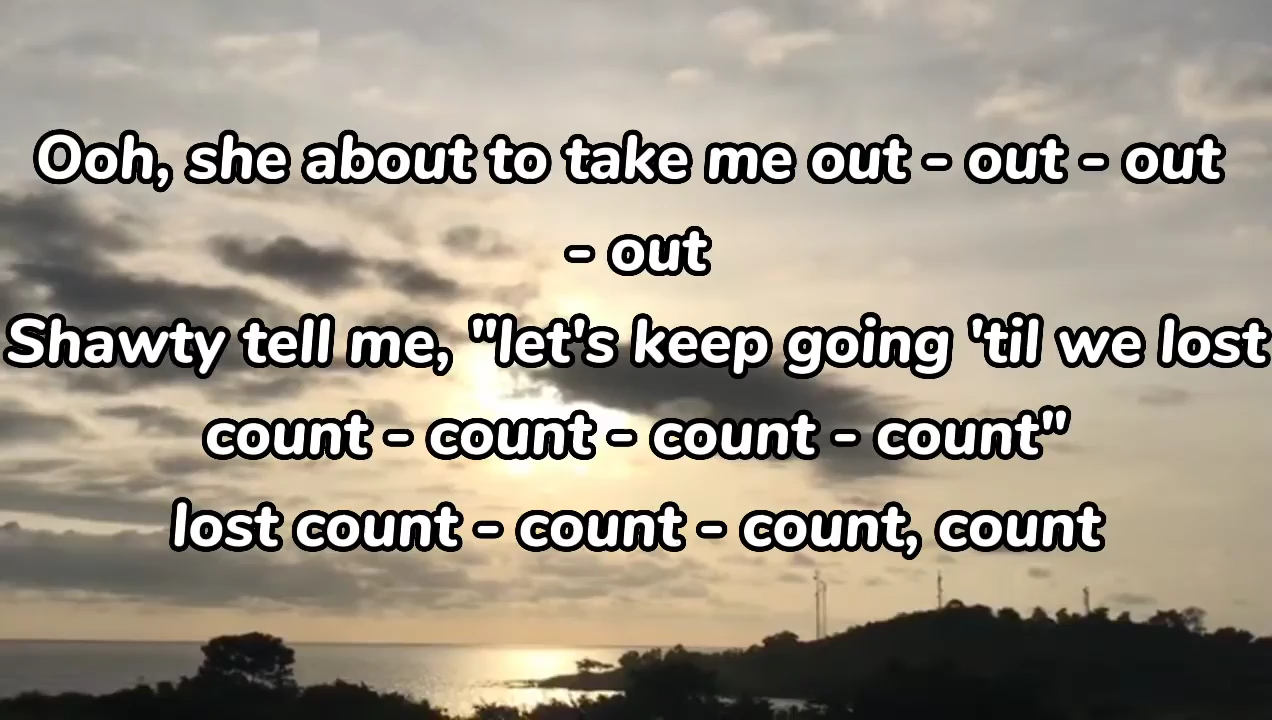 Ooh, she about to take me out - out - out
- out
Shawty tell me, "let's keep going 'til we lost
count - count - count - count"
lost count - count - count, count